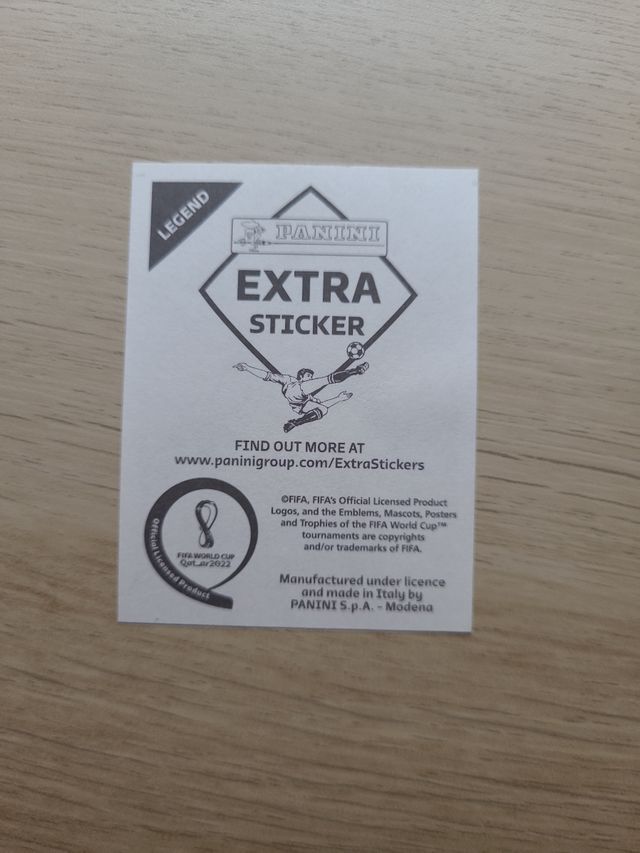 LEGEND
PANINI
EXTRA
STICKER
FIND OUT MORE AT
www.paninigroup.com/ExtraStickers
©FIFA, FIFA's Official Licensed Product
Logos, and the Emblems, Mascots, Posters
and Trophies of the FIFA World Cup™
tournaments are copyrights
and/or trademarks of FIFA.
FIFA WORLD CUP
Qatar2022
Official Licensed Product
Manufactured under licence
and made in Italy by
PANINI S.p.A. - Modena